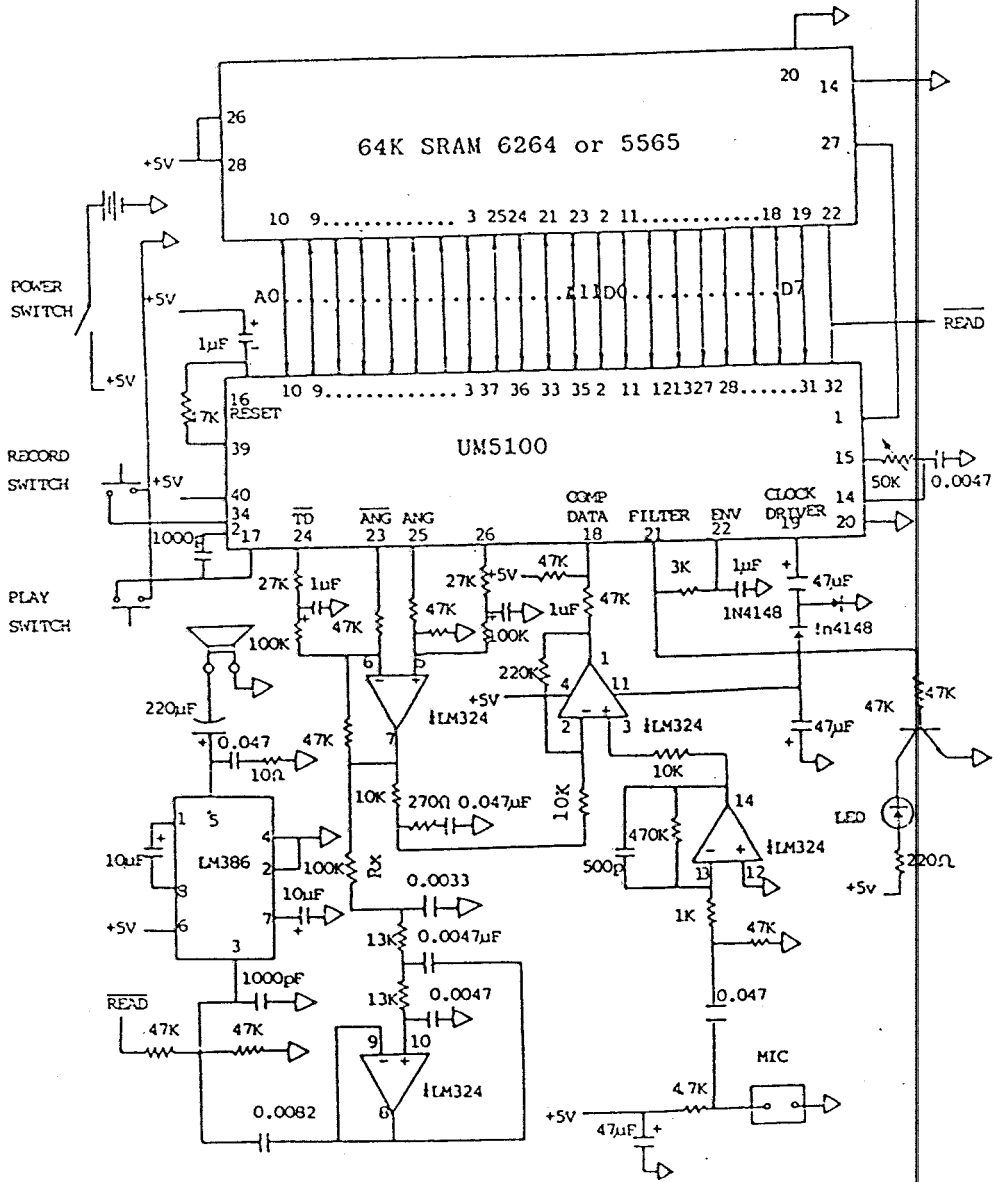 20
14
26
64K SRAM 6264 or 5565
27
+5V 28
10 9.................. 3 25 24 21 23 2 11.................. 18 19 22
POWER
SWITCH
A0.......................A11D0..................D7
+5V
+
1µF
-
READ
+5V
10 9.................. 3 37 36 33 35 2 11 12 13 27 28.......31 32
16
RESET
47K
39
UM5100
1
15
50K
0.0047
14
20
RECORD
SWITCH
+5V
40
34
2
17
1000p
TD
24
ANG
23
ANG
25
26
COMP
DATA
18
FILTER
21
ENV
22
CLOCK
DRIVER
19
PLAY
SWITCH
27K
1µF
+
100K
47K
47K
27K
+
100K
+5V
47K
1uF
47K
3K
1µF
1N4148
+
47µF
!n4148
6
-
+
5
LM324
7
220K
1
+5V
4
11
2
-
+
3
LM324
47K
47K
47µF
+
220µF
+
0.047
10Ω
47K
10K
270Ω
0.047µF
10K
10K
14
470K
500p
LM324
-
+
13
12
LED
220Ω
+5v
1
5
+
10µF
LM386
4
2
8
+5V
6
7
3
10µF
+
100K
RX
0.0033
13K
0.0047µF
13K
0.0047
1K
47K
0.047
1000pF
READ
47K
47K
9
-
+
10
LM324
8
0.0082
MIC
4.7K
+5V
47µF
+